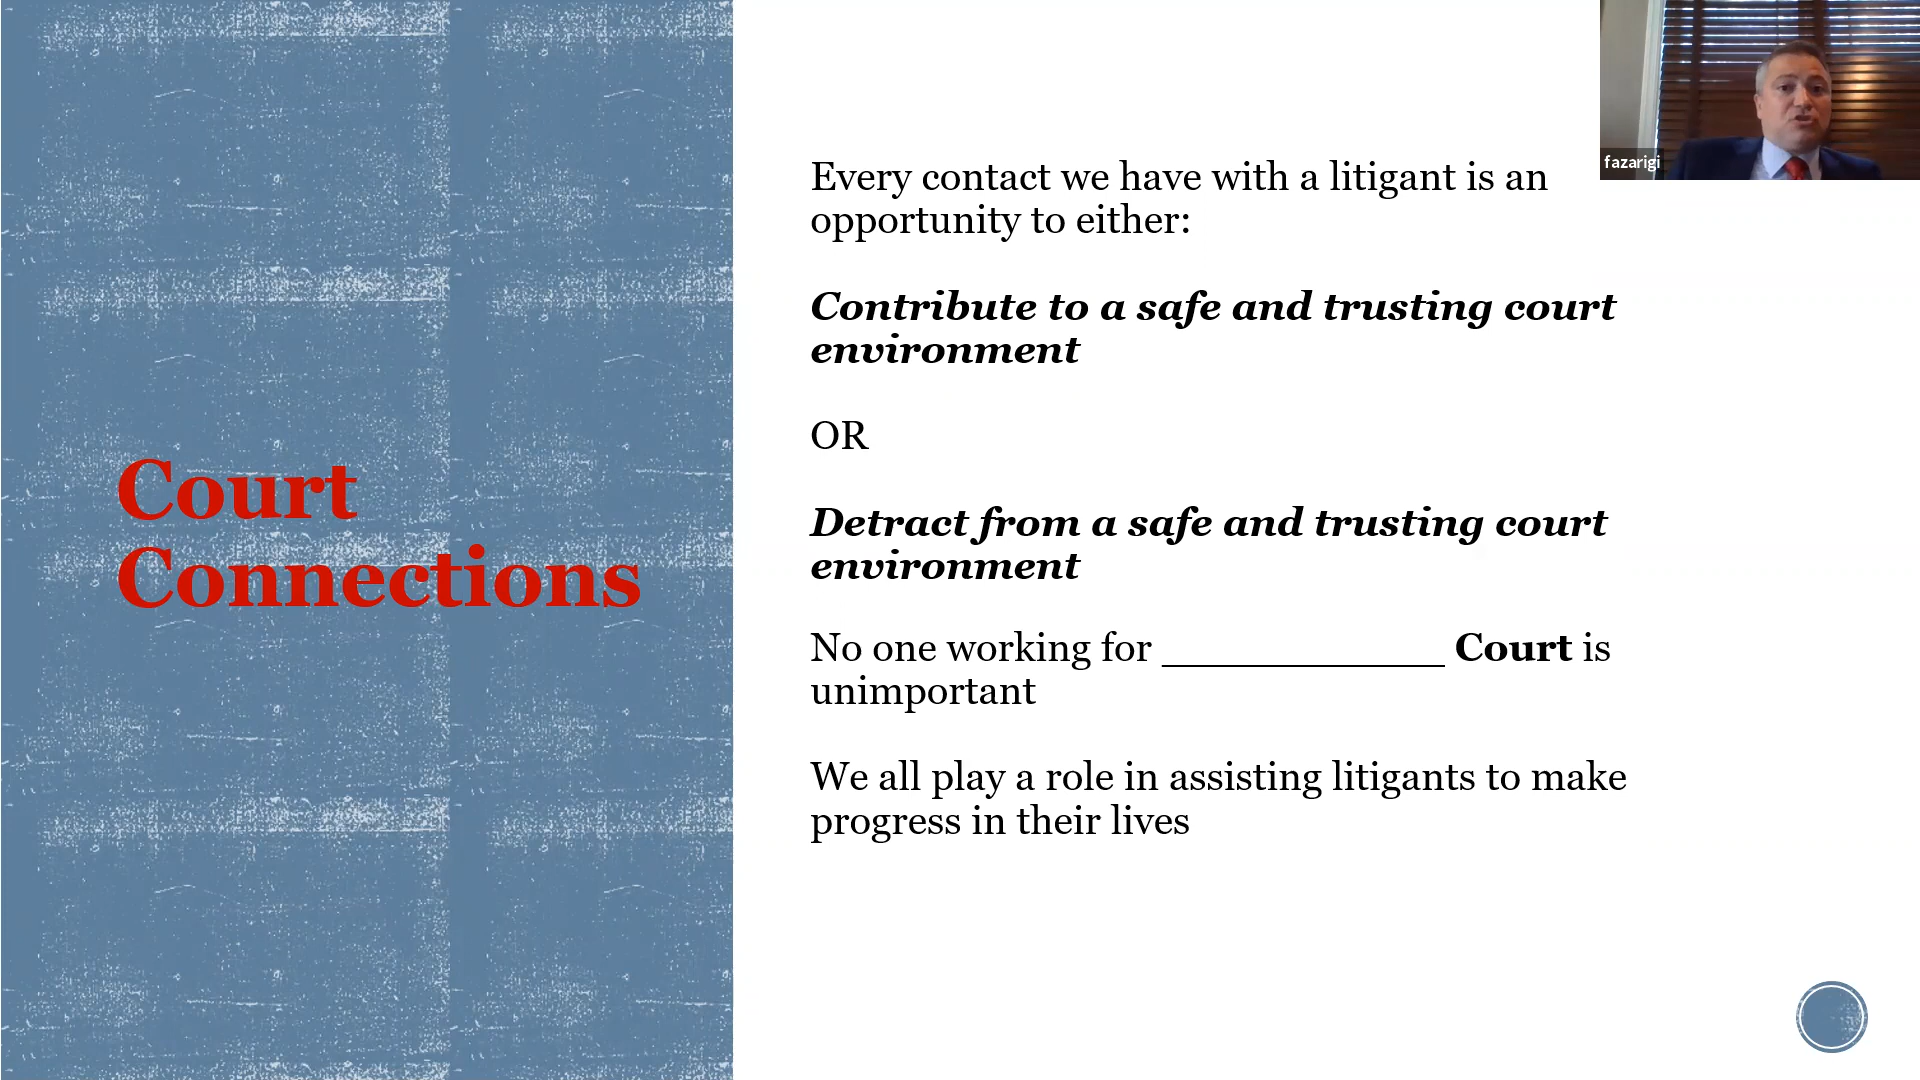 Court
Connections
Every contact we have with a litigant is an
opportunity to either:
Contribute to a safe and trusting court
environment
OR
Detract from a safe and trusting court
environment
No one working for ______________ Court is
unimportant
We all play a role in assisting litigants to make
progress in their lives
fazarigi